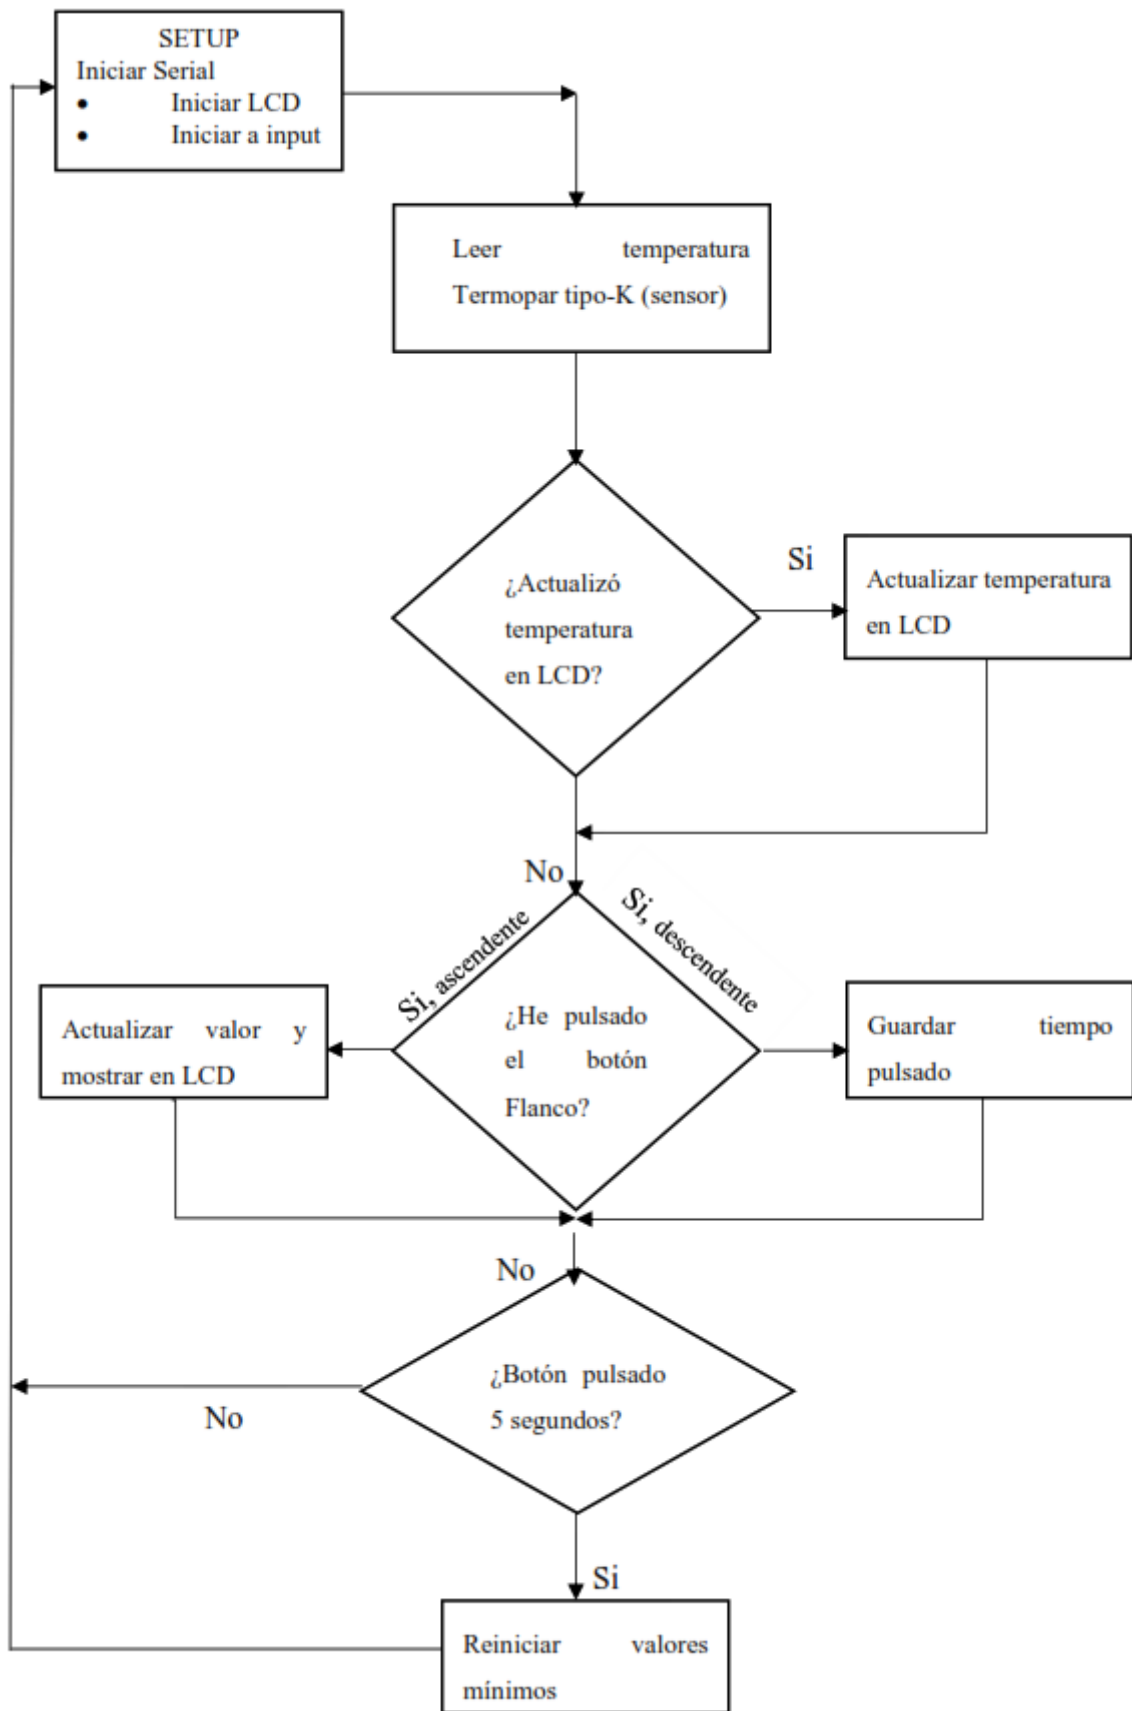 SETUP
Iniciar Serial
• Iniciar LCD
• Iniciar a input
Leer temperatura
Termopar tipo-K (sensor)
¿Actualizó
temperatura
en LCD?
Si
Actualizar temperatura
en LCD
No
Si, ascendente
Si, descendente
¿He pulsado
el botón
Flanco?
Actualizar valor y
mostrar en LCD
Guardar tiempo
pulsado
No
¿Botón pulsado
5 segundos?
No
Si
Reiniciar valores
mínimos